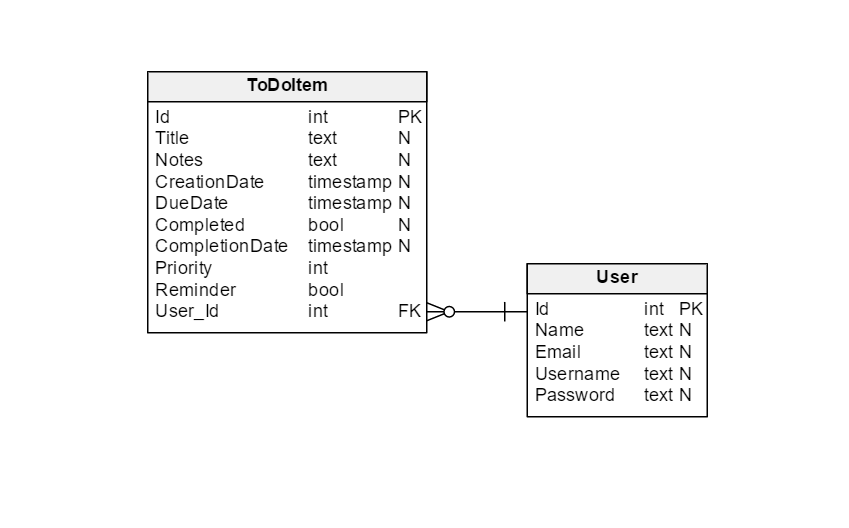 ToDoItem
Id int PK
Title text N
Notes text N
CreationDate timestamp N
DueDate timestamp N
Completed bool N
CompletionDate timestamp N
Priority int
Reminder bool
User_Id int FK
User
Id int PK
Name text N
Email text N
Username text N
Password text N